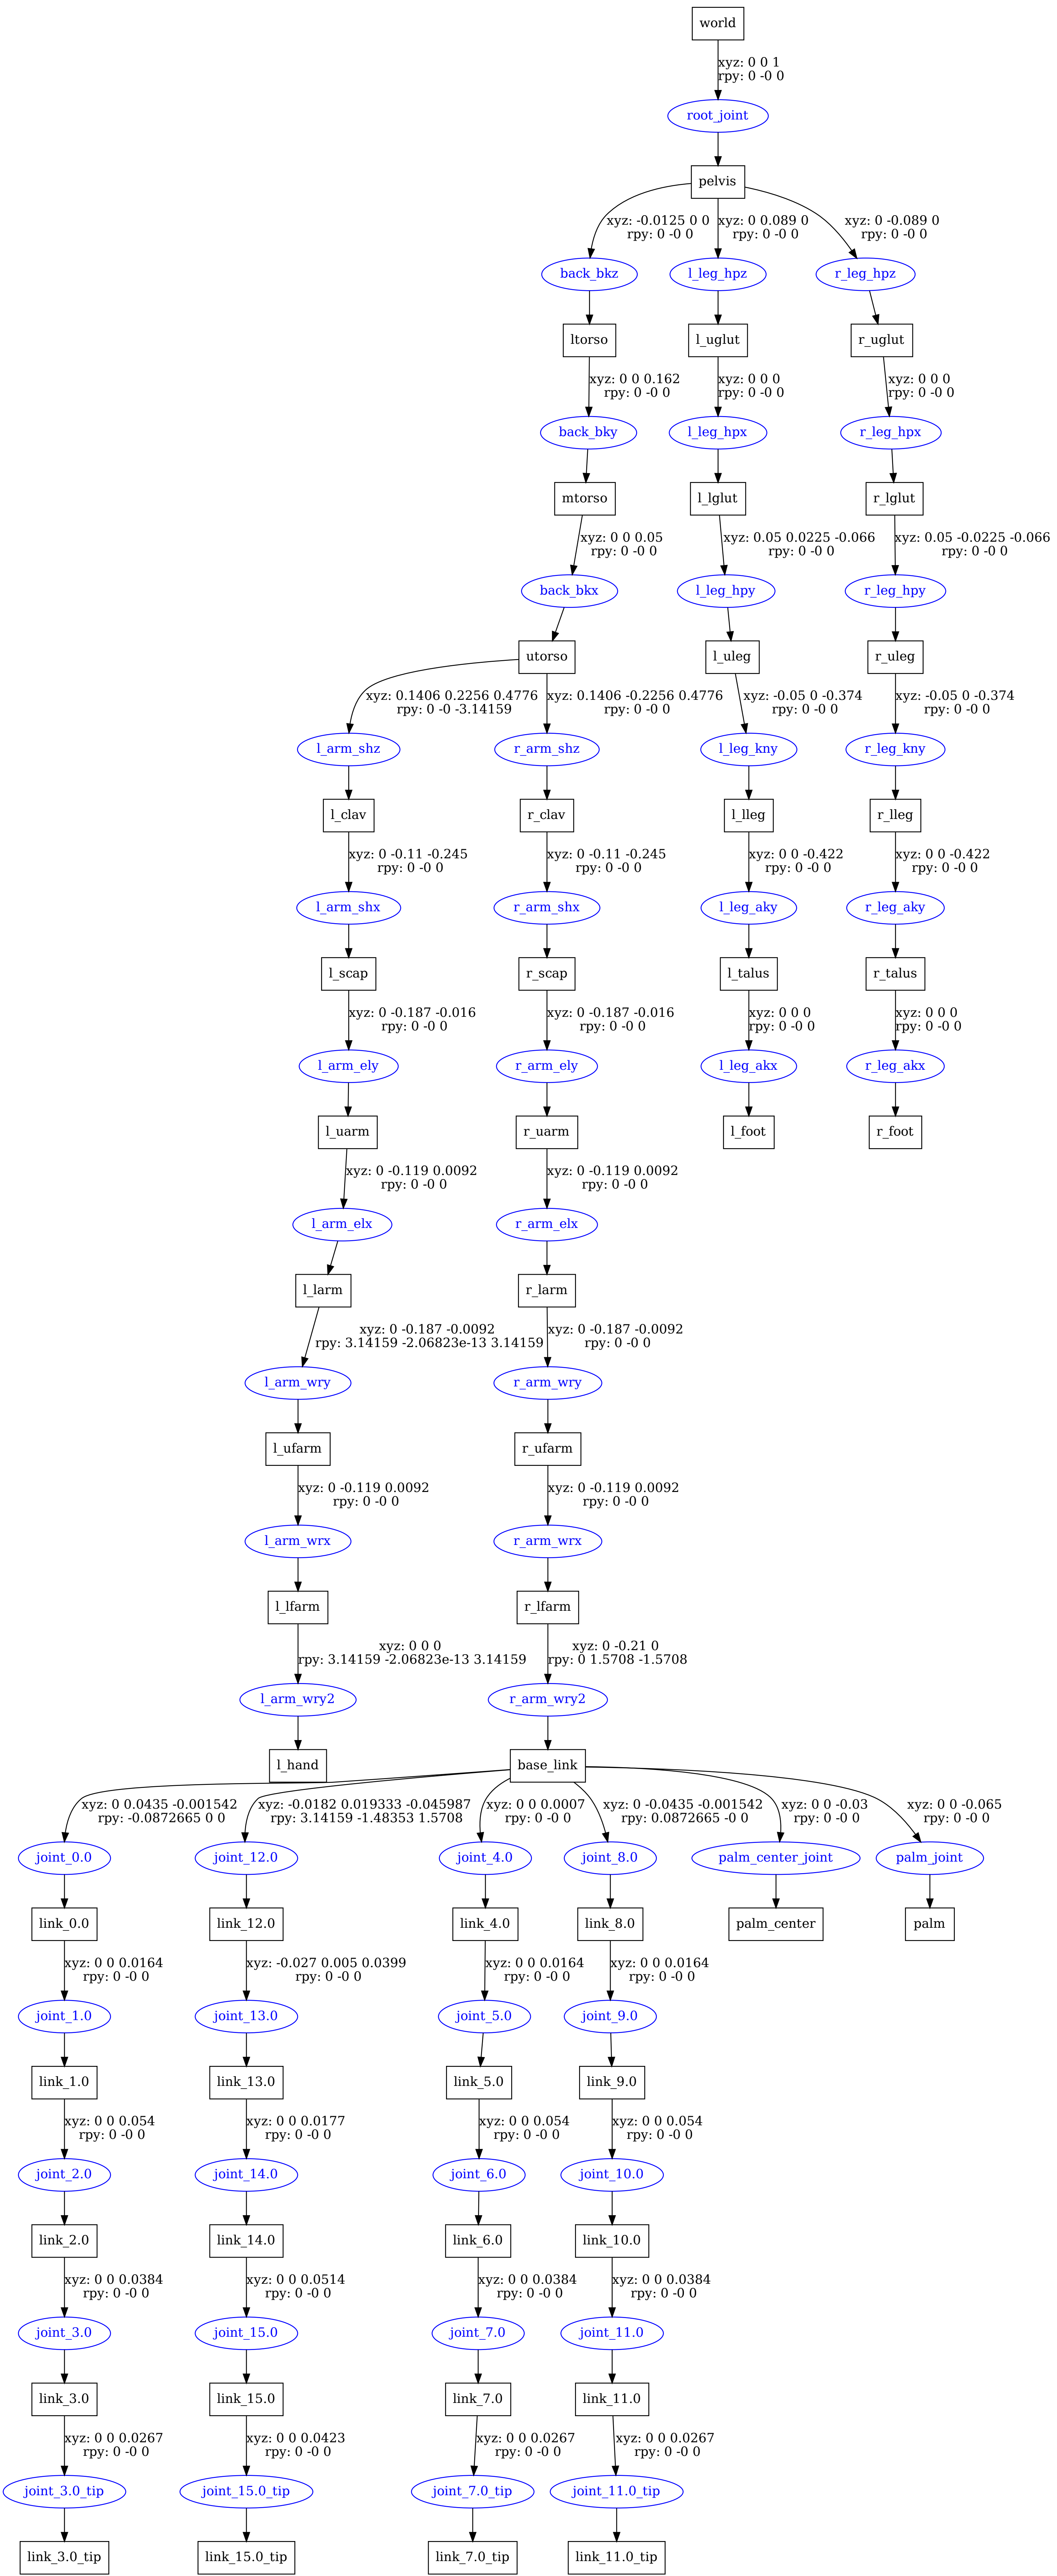 world
xyz: 0 0 1
rpy: 0 -0 0
root_joint
pelvis
xyz: -0.0125 0 0
rpy: 0 -0 0
xyz: 0 0.089 0
rpy: 0 -0 0
xyz: 0 -0.089 0
rpy: 0 -0 0
back_bkz
l_leg_hpz
r_leg_hpz
ltorso
l_uglut
r_uglut
xyz: 0 0 0.162
rpy: 0 -0 0
xyz: 0 0 0
rpy: 0 -0 0
xyz: 0 0 0
rpy: 0 -0 0
back_bky
l_leg_hpx
r_leg_hpx
mtorso
l_lglut
r_lglut
xyz: 0 0 0.05
rpy: 0 -0 0
xyz: 0.05 0.0225 -0.066
rpy: 0 -0 0
xyz: 0.05 -0.0225 -0.066
rpy: 0 -0 0
back_bkx
l_leg_hpy
r_leg_hpy
utorso
l_uleg
r_uleg
xyz: 0.1406 0.2256 0.4776
rpy: 0 -0 -3.14159
xyz: 0.1406 -0.2256 0.4776
rpy: 0 -0 0
xyz: -0.05 0 -0.374
rpy: 0 -0 0
xyz: -0.05 0 -0.374
rpy: 0 -0 0
l_arm_shz
r_arm_shz
l_leg_kny
r_leg_kny
l_clav
r_clav
l_lleg
r_lleg
xyz: 0 -0.11 -0.245
rpy: 0 -0 0
xyz: 0 -0.11 -0.245
rpy: 0 -0 0
xyz: 0 0 -0.422
rpy: 0 -0 0
xyz: 0 0 -0.422
rpy: 0 -0 0
l_arm_shx
r_arm_shx
l_leg_aky
r_leg_aky
l_scap
r_scap
l_talus
r_talus
xyz: 0 -0.187 -0.016
rpy: 0 -0 0
xyz: 0 -0.187 -0.016
rpy: 0 -0 0
xyz: 0 0 0
rpy: 0 -0 0
xyz: 0 0 0
rpy: 0 -0 0
l_arm_ely
r_arm_ely
l_leg_akx
r_leg_akx
l_uarm
r_uarm
l_foot
r_foot
xyz: 0 -0.119 0.0092
rpy: 0 -0 0
xyz: 0 -0.119 0.0092
rpy: 0 -0 0
l_arm_elx
r_arm_elx
l_larm
r_larm
xyz: 0 -0.187 -0.0092
rpy: 3.14159 -2.06823e-13 3.14159
xyz: 0 -0.187 -0.0092
rpy: 0 -0 0
l_arm_wry
r_arm_wry
l_ufarm
r_ufarm
xyz: 0 -0.119 0.0092
rpy: 0 -0 0
xyz: 0 -0.119 0.0092
rpy: 0 -0 0
l_arm_wrx
r_arm_wrx
l_lfarm
r_lfarm
xyz: 0 0 0
rpy: 3.14159 -2.06823e-13 3.14159
xyz: 0 -0.21 0
rpy: 0 1.5708 -1.5708
l_arm_wry2
r_arm_wry2
l_hand
base_link
xyz: 0 0.0435 -0.001542
rpy: -0.0872665 0 0
xyz: -0.0182 0.019333 -0.045987
rpy: 3.14159 -1.48353 1.5708
xyz: 0 0 0.0007
rpy: 0 -0 0
xyz: 0 -0.0435 -0.001542
rpy: 0.0872665 -0 0
xyz: 0 0 -0.03
rpy: 0 -0 0
xyz: 0 0 -0.065
rpy: 0 -0 0
joint_0.0
joint_12.0
joint_4.0
joint_8.0
palm_center_joint
palm_joint
link_0.0
link_12.0
link_4.0
link_8.0
palm_center
palm
xyz: 0 0 0.0164
rpy: 0 -0 0
xyz: -0.027 0.005 0.0399
rpy: 0 -0 0
xyz: 0 0 0.0164
rpy: 0 -0 0
xyz: 0 0 0.0164
rpy: 0 -0 0
joint_1.0
joint_13.0
joint_5.0
joint_9.0
link_1.0
link_13.0
link_5.0
link_9.0
xyz: 0 0 0.054
rpy: 0 -0 0
xyz: 0 0 0.0177
rpy: 0 -0 0
xyz: 0 0 0.054
rpy: 0 -0 0
xyz: 0 0 0.054
rpy: 0 -0 0
joint_2.0
joint_14.0
joint_6.0
joint_10.0
link_2.0
link_14.0
link_6.0
link_10.0
xyz: 0 0 0.0384
rpy: 0 -0 0
xyz: 0 0 0.0514
rpy: 0 -0 0
xyz: 0 0 0.0384
rpy: 0 -0 0
xyz: 0 0 0.0384
rpy: 0 -0 0
joint_3.0
joint_15.0
joint_7.0
joint_11.0
link_3.0
link_15.0
link_7.0
link_11.0
xyz: 0 0 0.0267
rpy: 0 -0 0
xyz: 0 0 0.0423
rpy: 0 -0 0
xyz: 0 0 0.0267
rpy: 0 -0 0
xyz: 0 0 0.0267
rpy: 0 -0 0
joint_3.0_tip
joint_15.0_tip
joint_7.0_tip
joint_11.0_tip
link_3.0_tip
link_15.0_tip
link_7.0_tip
link_11.0_tip